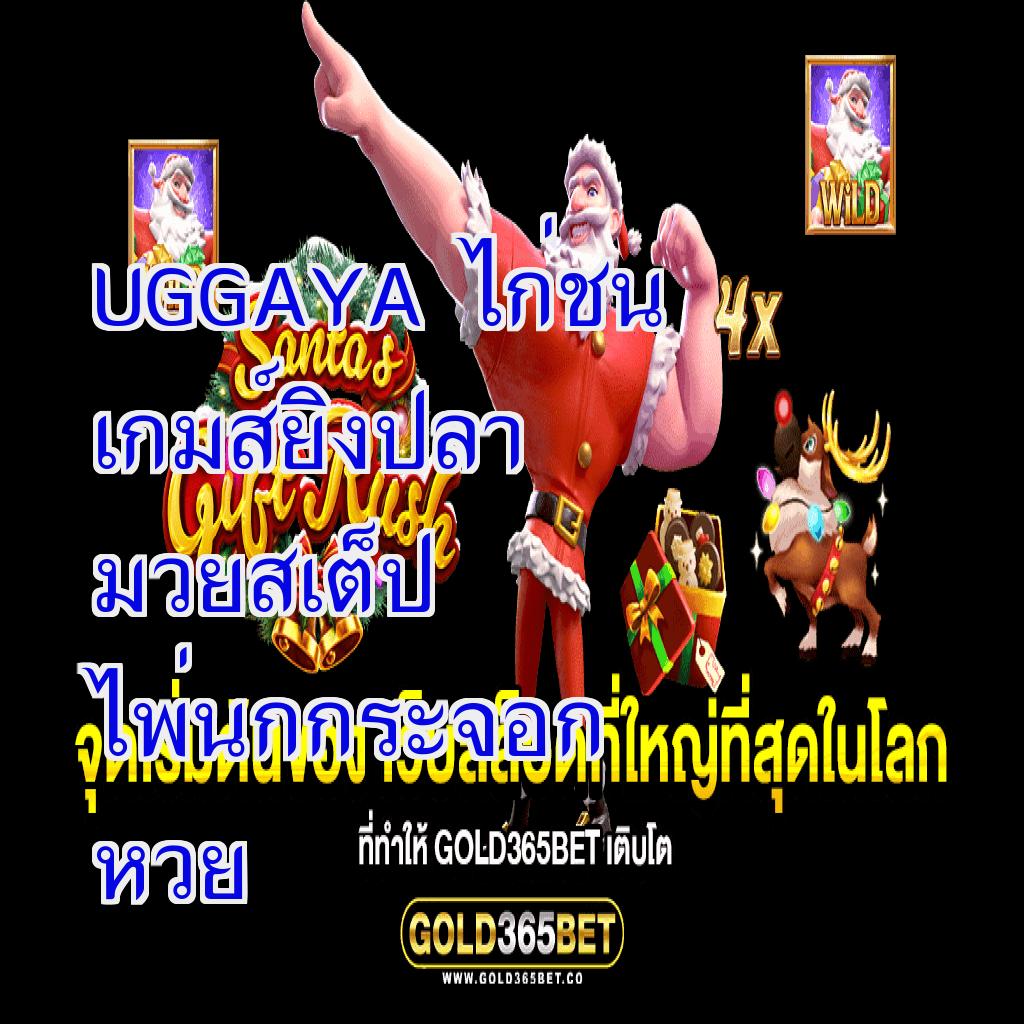 WILD
UGGAYA ไก่ชน
4X
Santa's
เกมส์ยิงปลา
Gift Rush
มวยสเต็ป
ไพ่นกกระจอก
ที่ใหญ่ที่สุดในโลก
ที่ทำให้ GOLD365BET เติบโต
หวย
GOLD365BET
WWW.GOLD365BET.CO